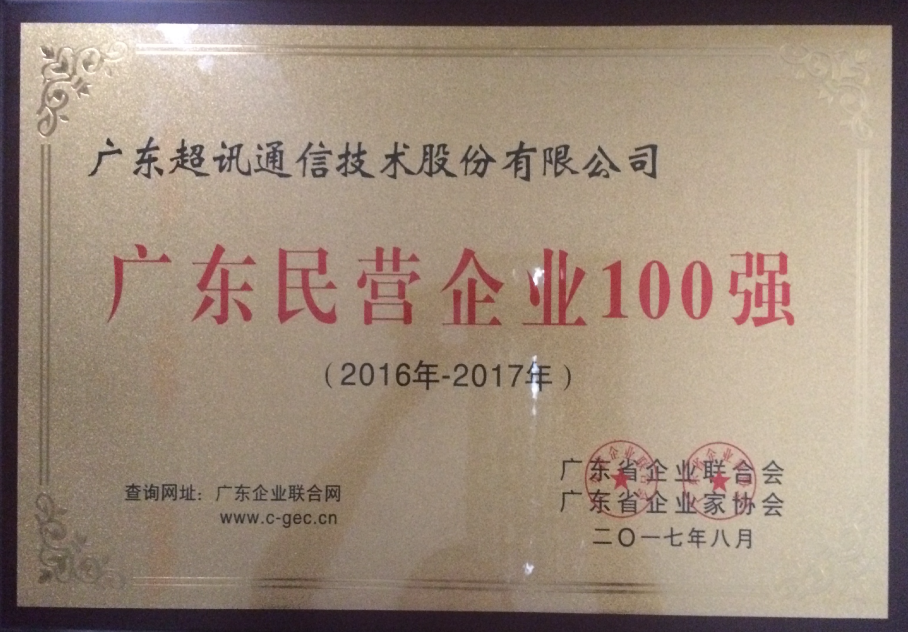 广东超讯通信技术股份有限公司
广东民营企业100强
（2016年-2017年）
查询网址：广东企业联合网
www.c-gec.cn
广东省企业联合会
广东省企业家协会
二〇一七年八月